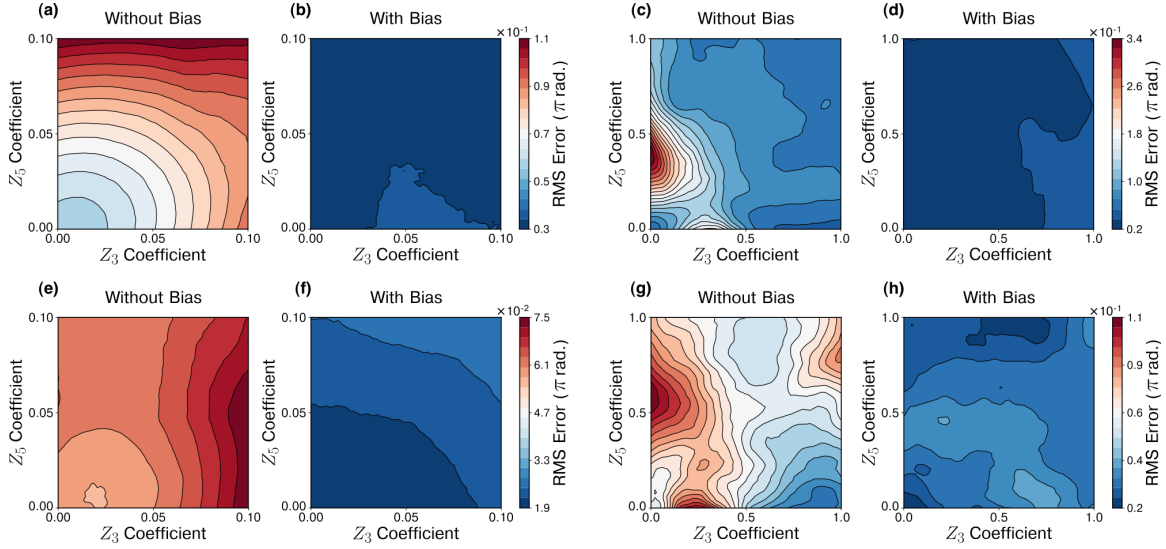 (a) Without Bias
0.10
0.05
0.00
0.00 0.05 0.10
Z₅ Coefficient
Z₃ Coefficient
(b) With Bias
0.10
0.05
0.00
0.00 0.05 0.10
Z₅ Coefficient
Z₃ Coefficient
×10⁻¹
1.1
0.9
0.7
0.5
0.3
RMS Error (π rad.)
(c) Without Bias
1.0
0.5
0.0
0.0 0.5 1.0
Z₅ Coefficient
Z₃ Coefficient
(d) With Bias
1.0
0.5
0.0
0.0 0.5 1.0
Z₅ Coefficient
Z₃ Coefficient
×10⁻¹
3.4
2.6
1.8
1.0
0.2
RMS Error (π rad.)
(e) Without Bias
0.10
0.05
0.00
0.00 0.05 0.10
Z₅ Coefficient
Z₃ Coefficient
(f) With Bias
0.10
0.05
0.00
0.00 0.05 0.10
Z₅ Coefficient
Z₃ Coefficient
×10⁻²
7.5
6.1
4.7
3.3
1.9
RMS Error (π rad.)
(g) Without Bias
1.0
0.5
0.0
0.0 0.5 1.0
Z₅ Coefficient
Z₃ Coefficient
(h) With Bias
1.0
0.5
0.0
0.0 0.5 1.0
Z₅ Coefficient
Z₃ Coefficient
×10⁻¹
1.1
0.8
0.6
0.4
0.2
RMS Error (π rad.)